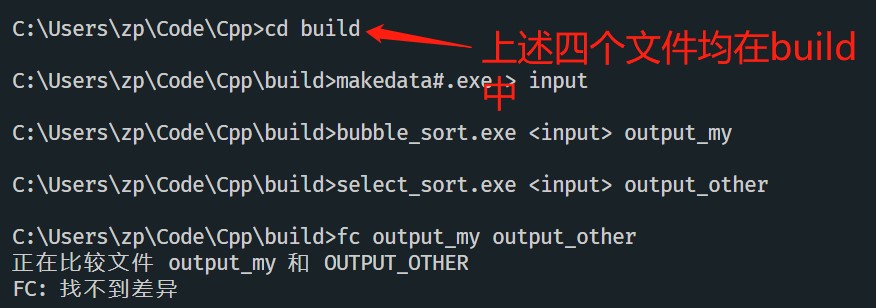 C:\Users\zp\Code\Cpp>cd build
上述四个文件均在build
中
C:\Users\zp\Code\Cpp\build>makedata#.exe > input
C:\Users\zp\Code\Cpp\build>bubble_sort.exe <input> output_my
C:\Users\zp\Code\Cpp\build>select_sort.exe <input> output_other
C:\Users\zp\Code\Cpp\build>fc output_my output_other
正在比较文件 output_my 和 OUTPUT_OTHER
FC: 找不到差异